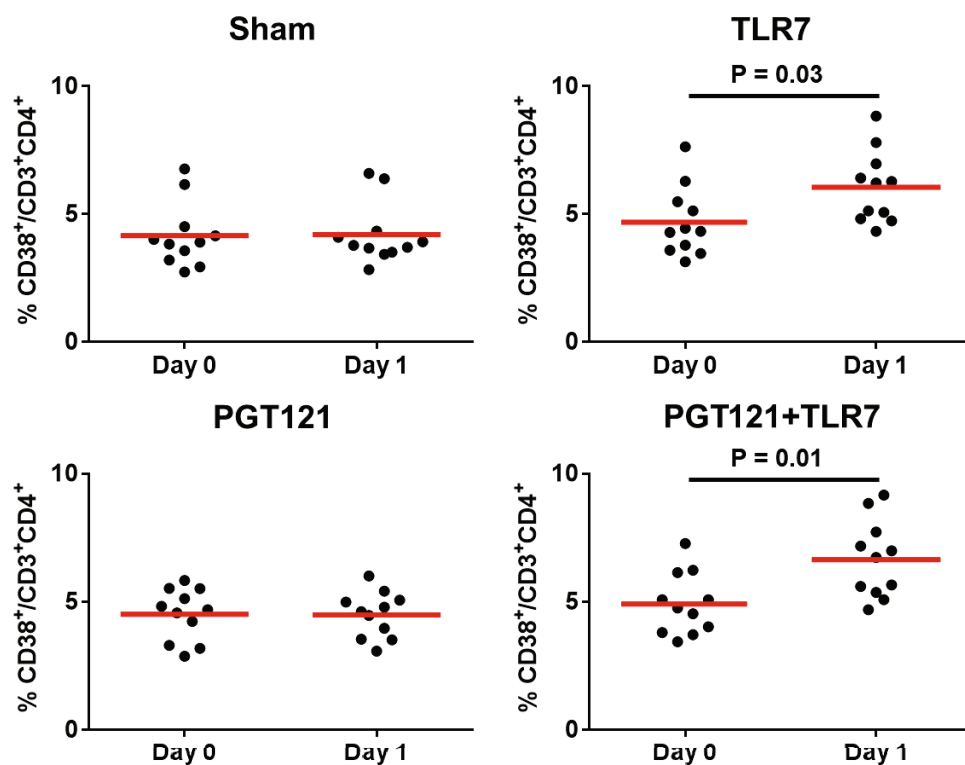 Sham
% CD38⁺/CD3⁺CD4⁺
10
5
0
Day 0 Day 1
TLR7
P = 0.03
% CD38⁺/CD3⁺CD4⁺
10
5
0
Day 0 Day 1
PGT121
% CD38⁺/CD3⁺CD4⁺
10
5
0
Day 0 Day 1
PGT121+TLR7
P = 0.01
% CD38⁺/CD3⁺CD4⁺
10
5
0
Day 0 Day 1